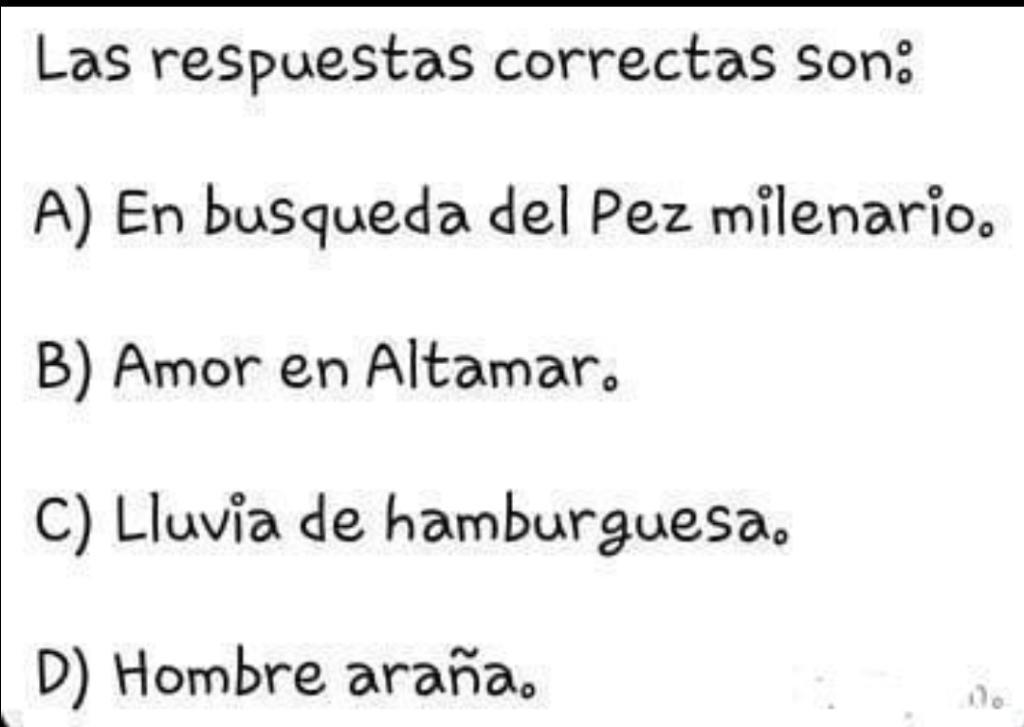 Las respuestas correctas son:
A) En busqueda del Pez milenario.
B) Amor en Altamar.
C) Lluvia de hamburguesa.
D) Hombre araña.